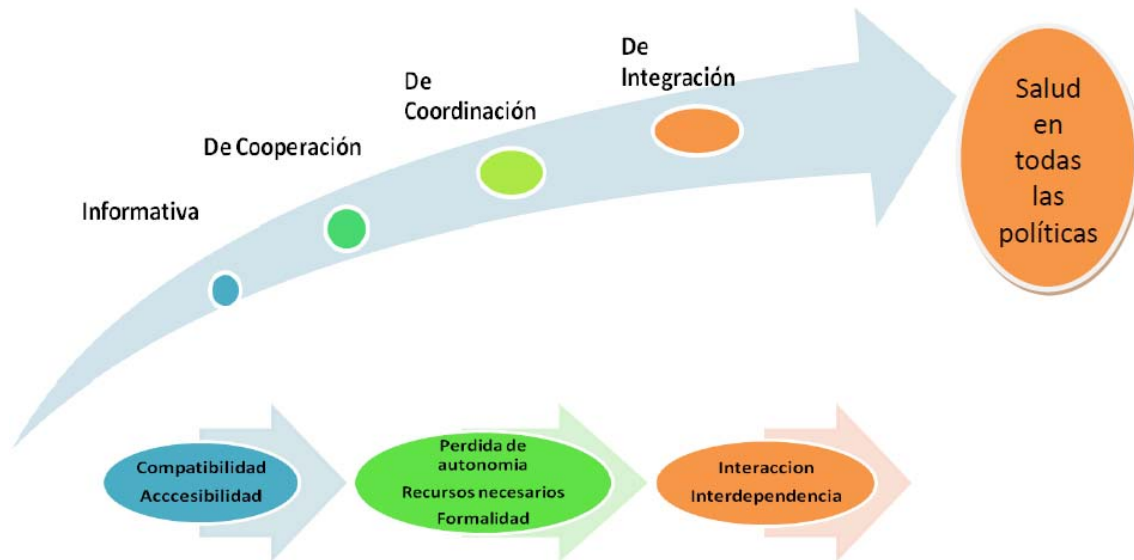 Informativa
De Cooperación
De
Coordinación
De
Integración
Salud
en
todas
las
políticas
Compatibilidad
Acccesibilidad
Perdida de
autonomia
Recursos necesarios
Formalidad
Interaccion
Interdependencia